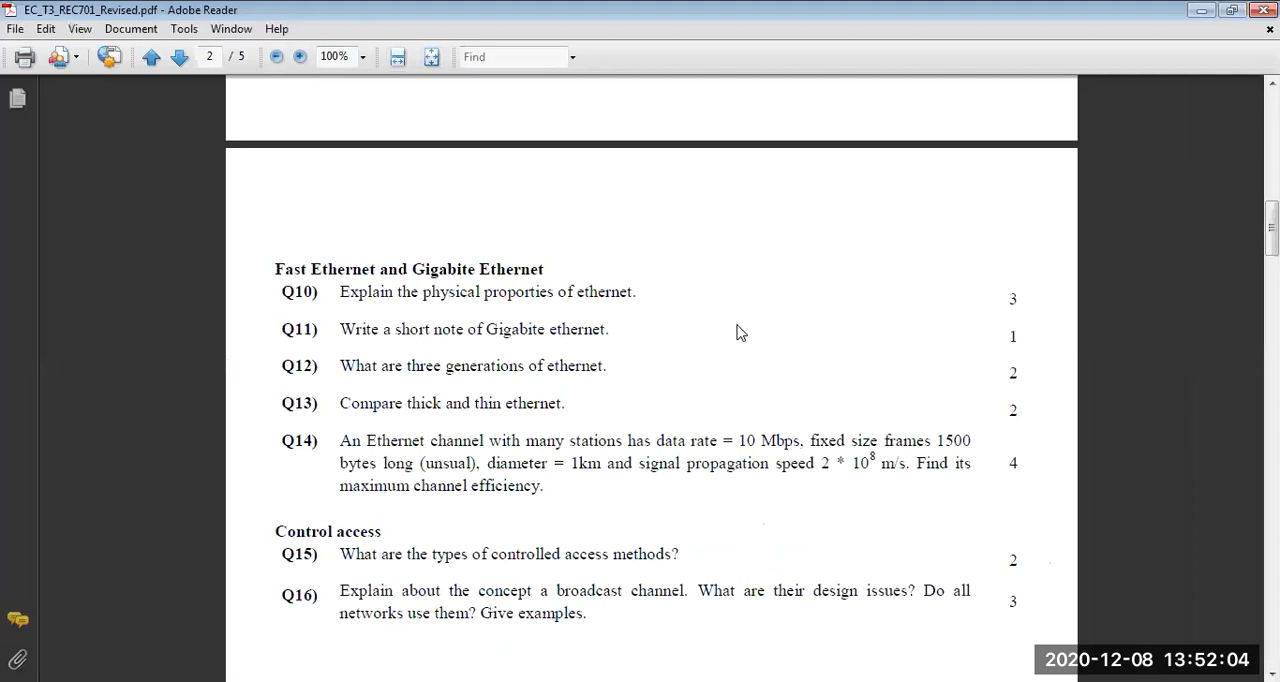 EC_T3_REC701_Revised.pdf - Adobe Reader
File Edit View Document Tools Window Help
2 / 5 100% Find
Fast Ethernet and Gigabite Ethernet
Q10) Explain the physical proporties of ethernet. 3
Q11) Write a short note of Gigabite ethernet. 1
Q12) What are three generations of ethernet. 2
Q13) Compare thick and thin ethernet. 2
Q14) An Ethernet channel with many stations has data rate = 10 Mbps, fixed size frames 1500
bytes long (unsual), diameter = 1km and signal propagation speed 2 * 10⁸ m/s. Find its 4
maximum channel efficiency.
Control access
Q15) What are the types of controlled access methods? 2
Q16) Explain about the concept a broadcast channel. What are their design issues? Do all 3
networks use them? Give examples.
2020-12-08 13:52:04